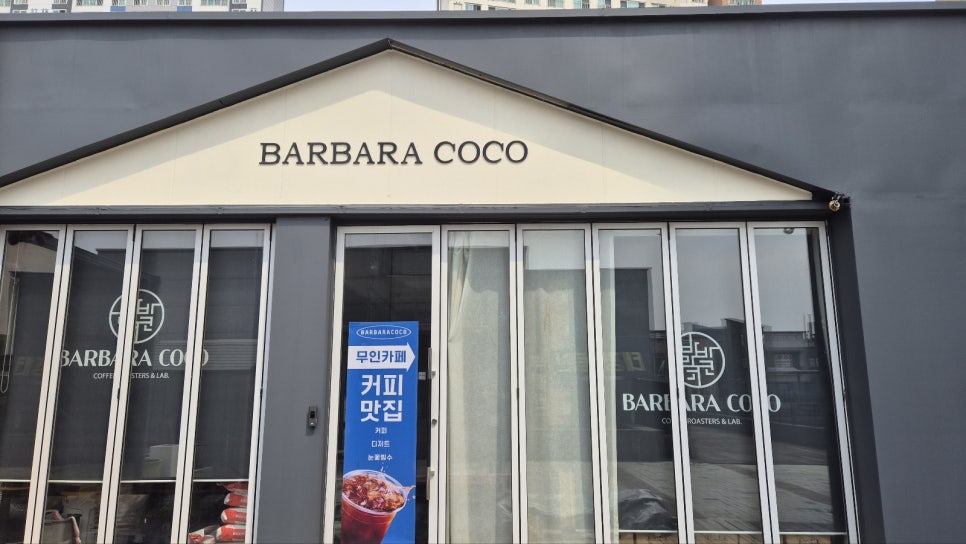 BARBARA COCO
BARBARA COCO
COFFEE ROASTERS & LAB.
BARBARACOCO
무인카페
커피
맛집
커피
디저트
눈꽃빙수
BARBARA COCO
COFFEE ROASTERS & LAB.